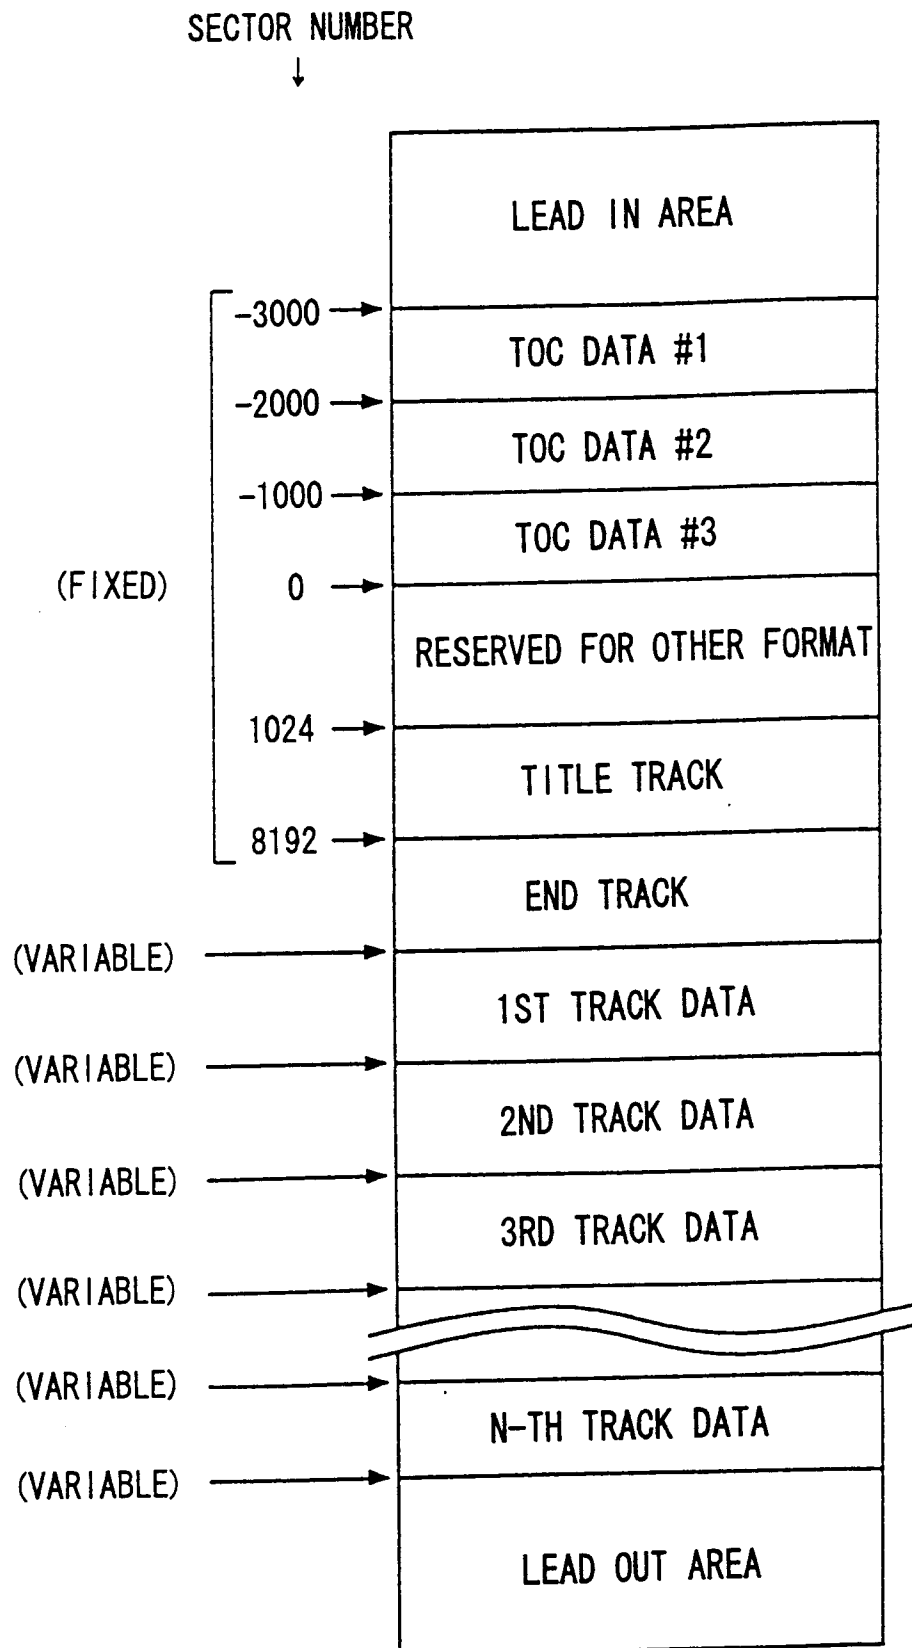 SECTOR NUMBER
LEAD IN AREA
-3000
TOC DATA #1
-2000
TOC DATA #2
-1000
TOC DATA #3
(FIXED)
0
RESERVED FOR OTHER FORMAT
1024
TITLE TRACK
8192
END TRACK
(VARIABLE)
1ST TRACK DATA
(VARIABLE)
2ND TRACK DATA
(VARIABLE)
3RD TRACK DATA
(VARIABLE)
(VARIABLE)
N-TH TRACK DATA
(VARIABLE)
LEAD OUT AREA